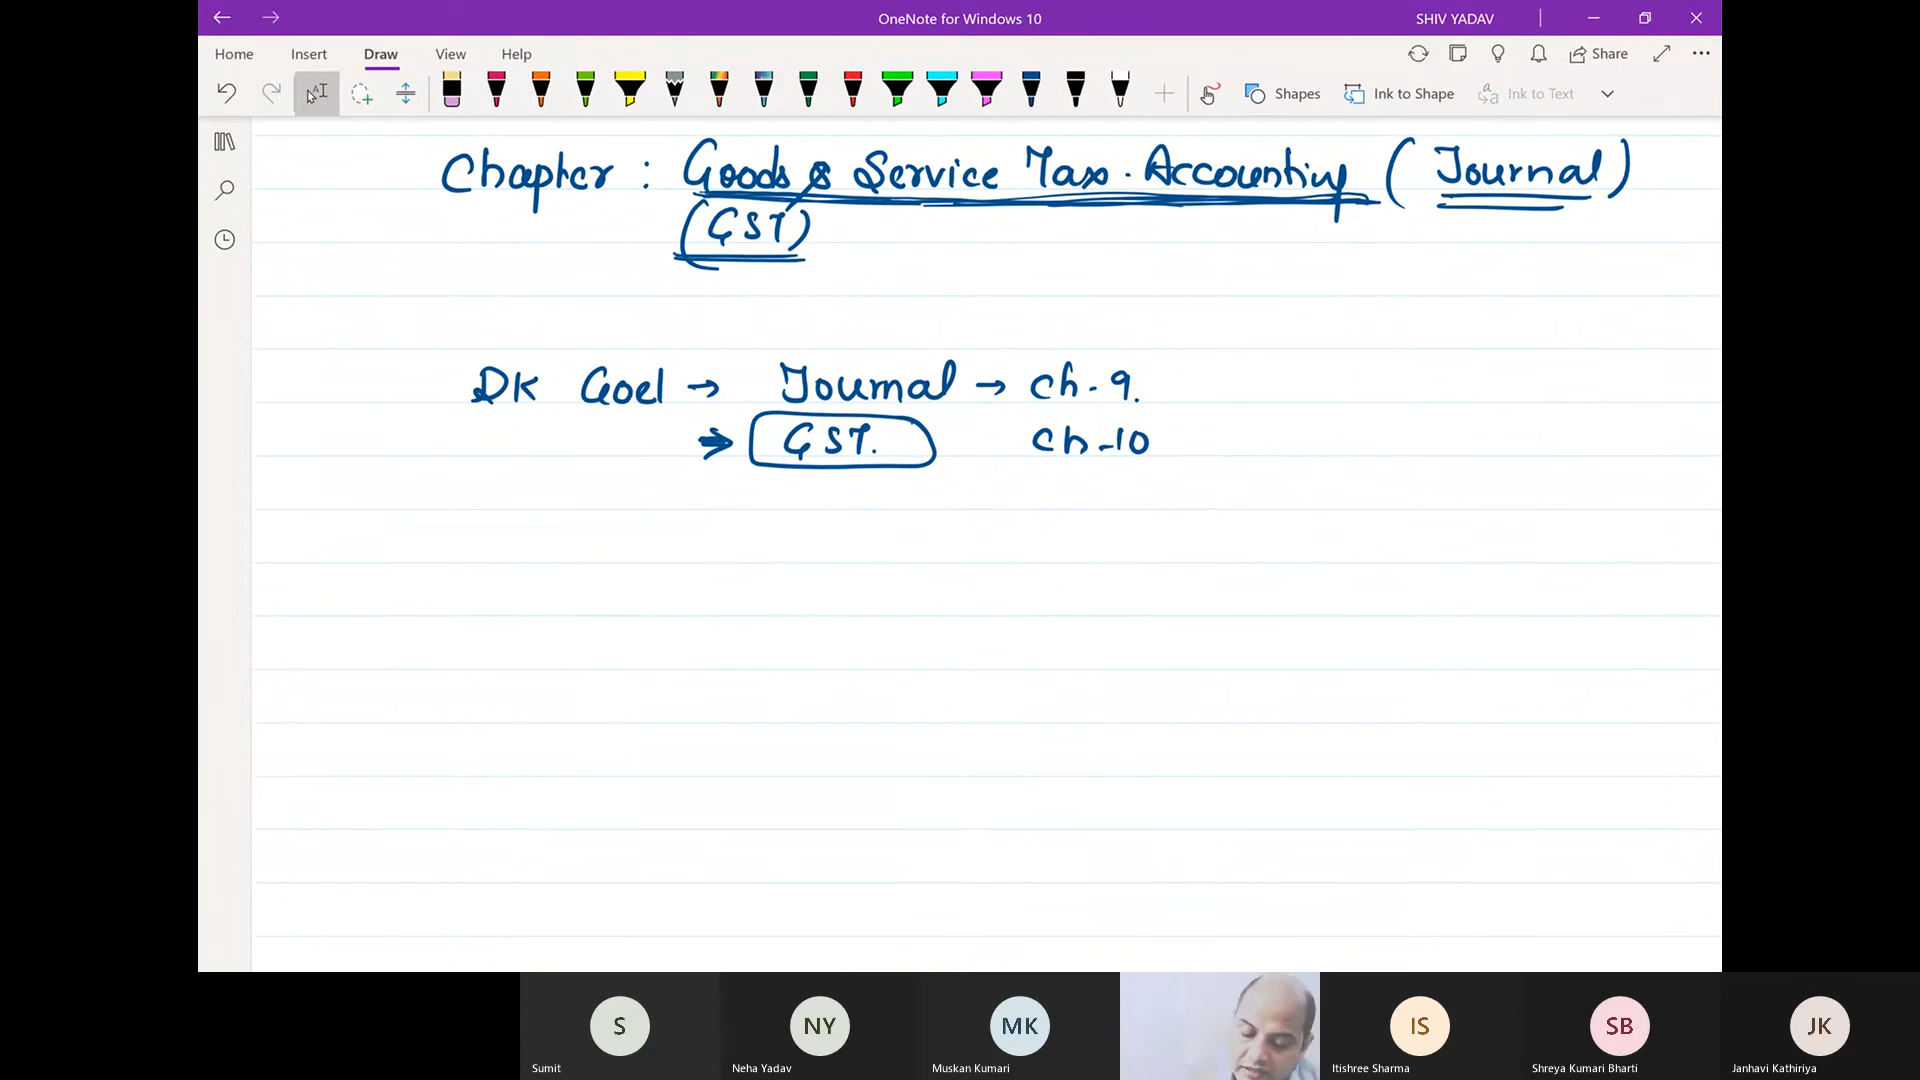 OneNote for Windows 10
SHIV YADAV
Home Insert Draw View Help
Share
Shapes Ink to Shape Ink to Text
Chapter : Goods & Service Tax. Accounting ( Journal )
(GST)
DK Goel → Journal → ch-9.
⇒ GST. ch-10
S NY MK IS SB JK
Sumit Neha Yadav Muskan Kumari Itishree Sharma Shreya Kumari Bharti Janhavi Kathiriya